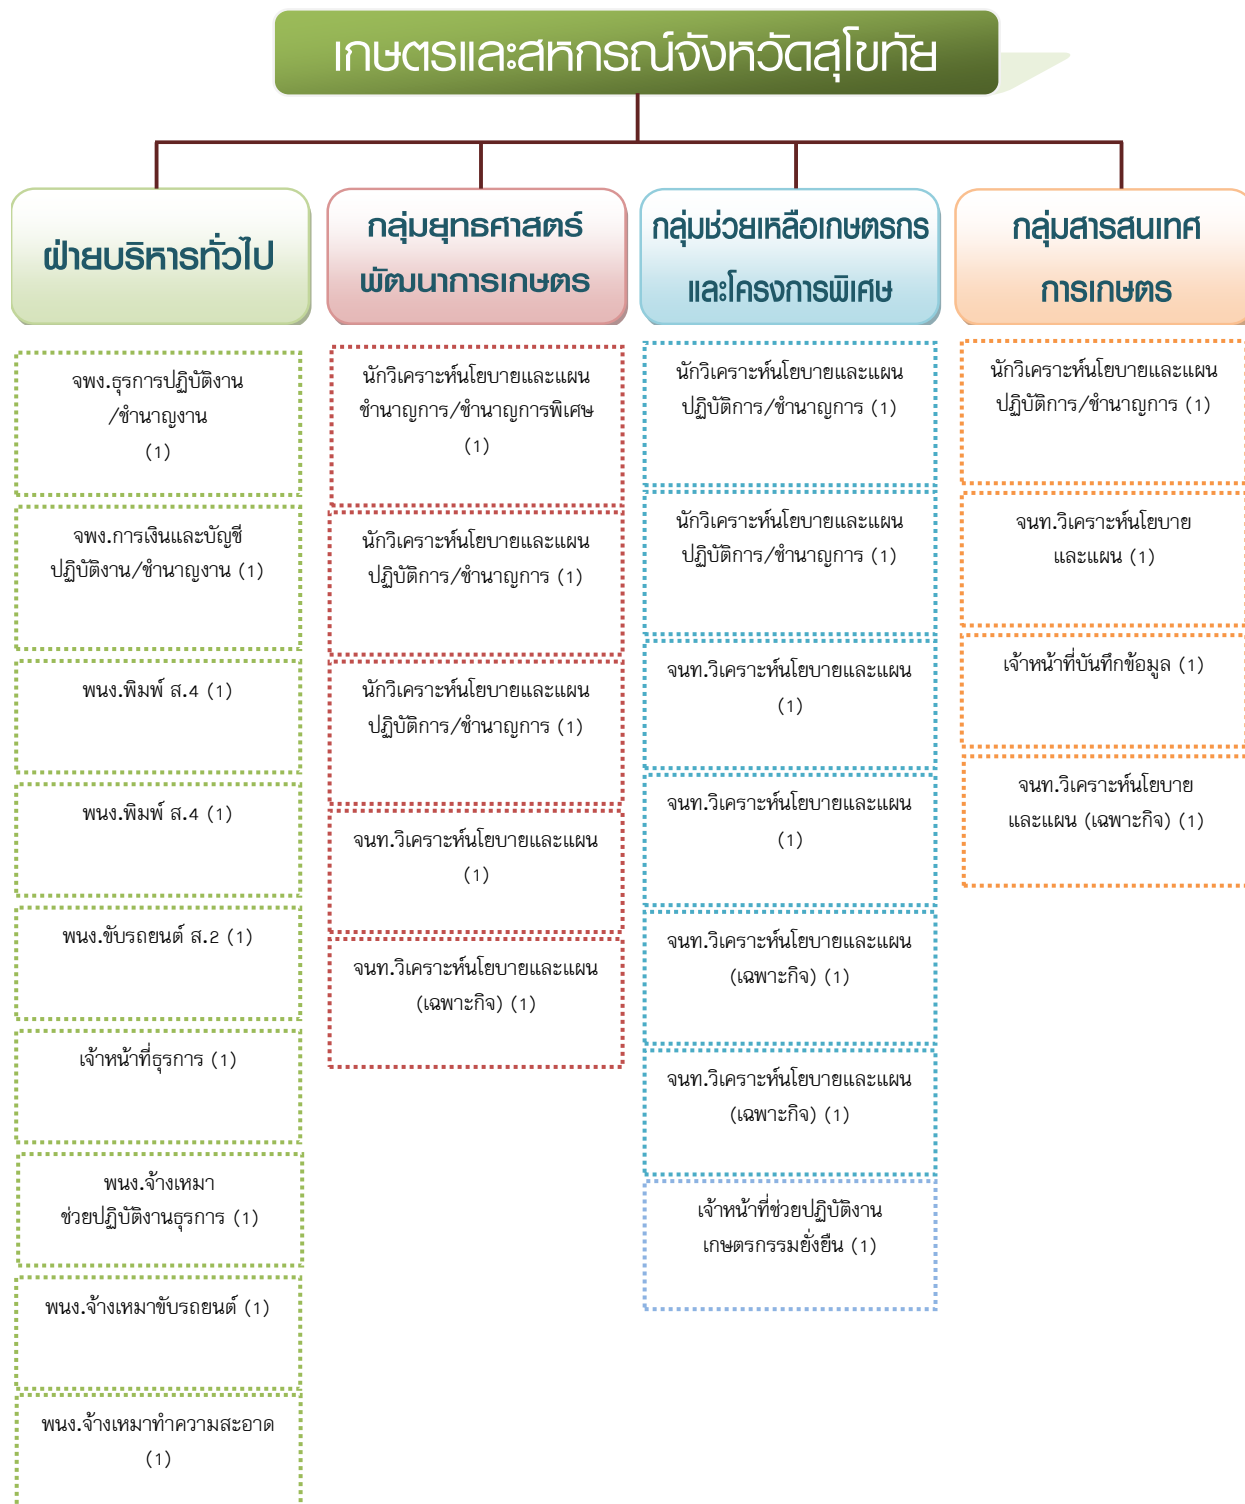 เกษตรและสหกรณ์จังหวัดสุโขทัย
ฝ่ายบริหารทั่วไป
จพง.ธุรการปฏิบัติงาน
/ชำนาญงาน
(1)
จพง.การเงินและบัญชี
ปฏิบัติงาน/ชำนาญงาน (1)
พนง.พิมพ์ ส.4 (1)
พนง.พิมพ์ ส.4 (1)
พนง.ขับรถยนต์ ส.2 (1)
เจ้าหน้าที่ธุรการ (1)
พนง.จ้างเหมา
ช่วยปฏิบัติงานธุรการ (1)
พนง.จ้างเหมาขับรถยนต์ (1)
พนง.จ้างเหมาทำความสะอาด
(1)
กลุ่มยุทธศาสตร์
พัฒนาการเกษตร
นักวิเคราะห์นโยบายและแผน
ชำนาญการ/ชำนาญการพิเศษ
(1)
นักวิเคราะห์นโยบายและแผน
ปฏิบัติการ/ชำนาญการ (1)
นักวิเคราะห์นโยบายและแผน
ปฏิบัติการ/ชำนาญการ (1)
จนท.วิเคราะห์นโยบายและแผน
(1)
จนท.วิเคราะห์นโยบายและแผน
(เฉพาะกิจ) (1)
กลุ่มช่วยเหลือเกษตรกร
และโครงการพิเศษ
นักวิเคราะห์นโยบายและแผน
ปฏิบัติการ/ชำนาญการ (1)
นักวิเคราะห์นโยบายและแผน
ปฏิบัติการ/ชำนาญการ (1)
จนท.วิเคราะห์นโยบายและแผน
(1)
จนท.วิเคราะห์นโยบายและแผน
(1)
จนท.วิเคราะห์นโยบายและแผน
(เฉพาะกิจ) (1)
จนท.วิเคราะห์นโยบายและแผน
(เฉพาะกิจ) (1)
เจ้าหน้าที่ช่วยปฏิบัติงาน
เกษตรกรรมยั่งยืน (1)
กลุ่มสารสนเทศ
การเกษตร
นักวิเคราะห์นโยบายและแผน
ปฏิบัติการ/ชำนาญการ (1)
จนท.วิเคราะห์นโยบาย
และแผน (1)
เจ้าหน้าที่บันทึกข้อมูล (1)
จนท.วิเคราะห์นโยบาย
และแผน (เฉพาะกิจ) (1)